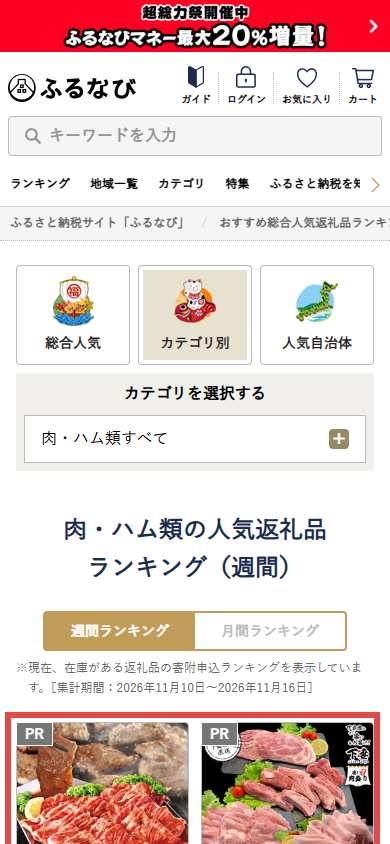 超総力祭開催中
ふるなびマネー最大20%増量!
ふるなび
ガイド
ログイン
お気に入り
カート
キーワードを入力
ランキング 地域一覧 カテゴリ 特集 ふるさと納税を知
ふるさと納税サイト「ふるなび」 / おすすめ総合人気返礼品ランキ
福
総合人気
カテゴリ別
人気自治体
カテゴリを選択する
肉・ハム類すべて
肉・ハム類の人気返礼品
ランキング（週間）
週間ランキング
月間ランキング
※現在、在庫がある返礼品の寄附申込ランキングを表示しています。［集計期間：2026年11月10日～2026年11月16日］
PR
PR